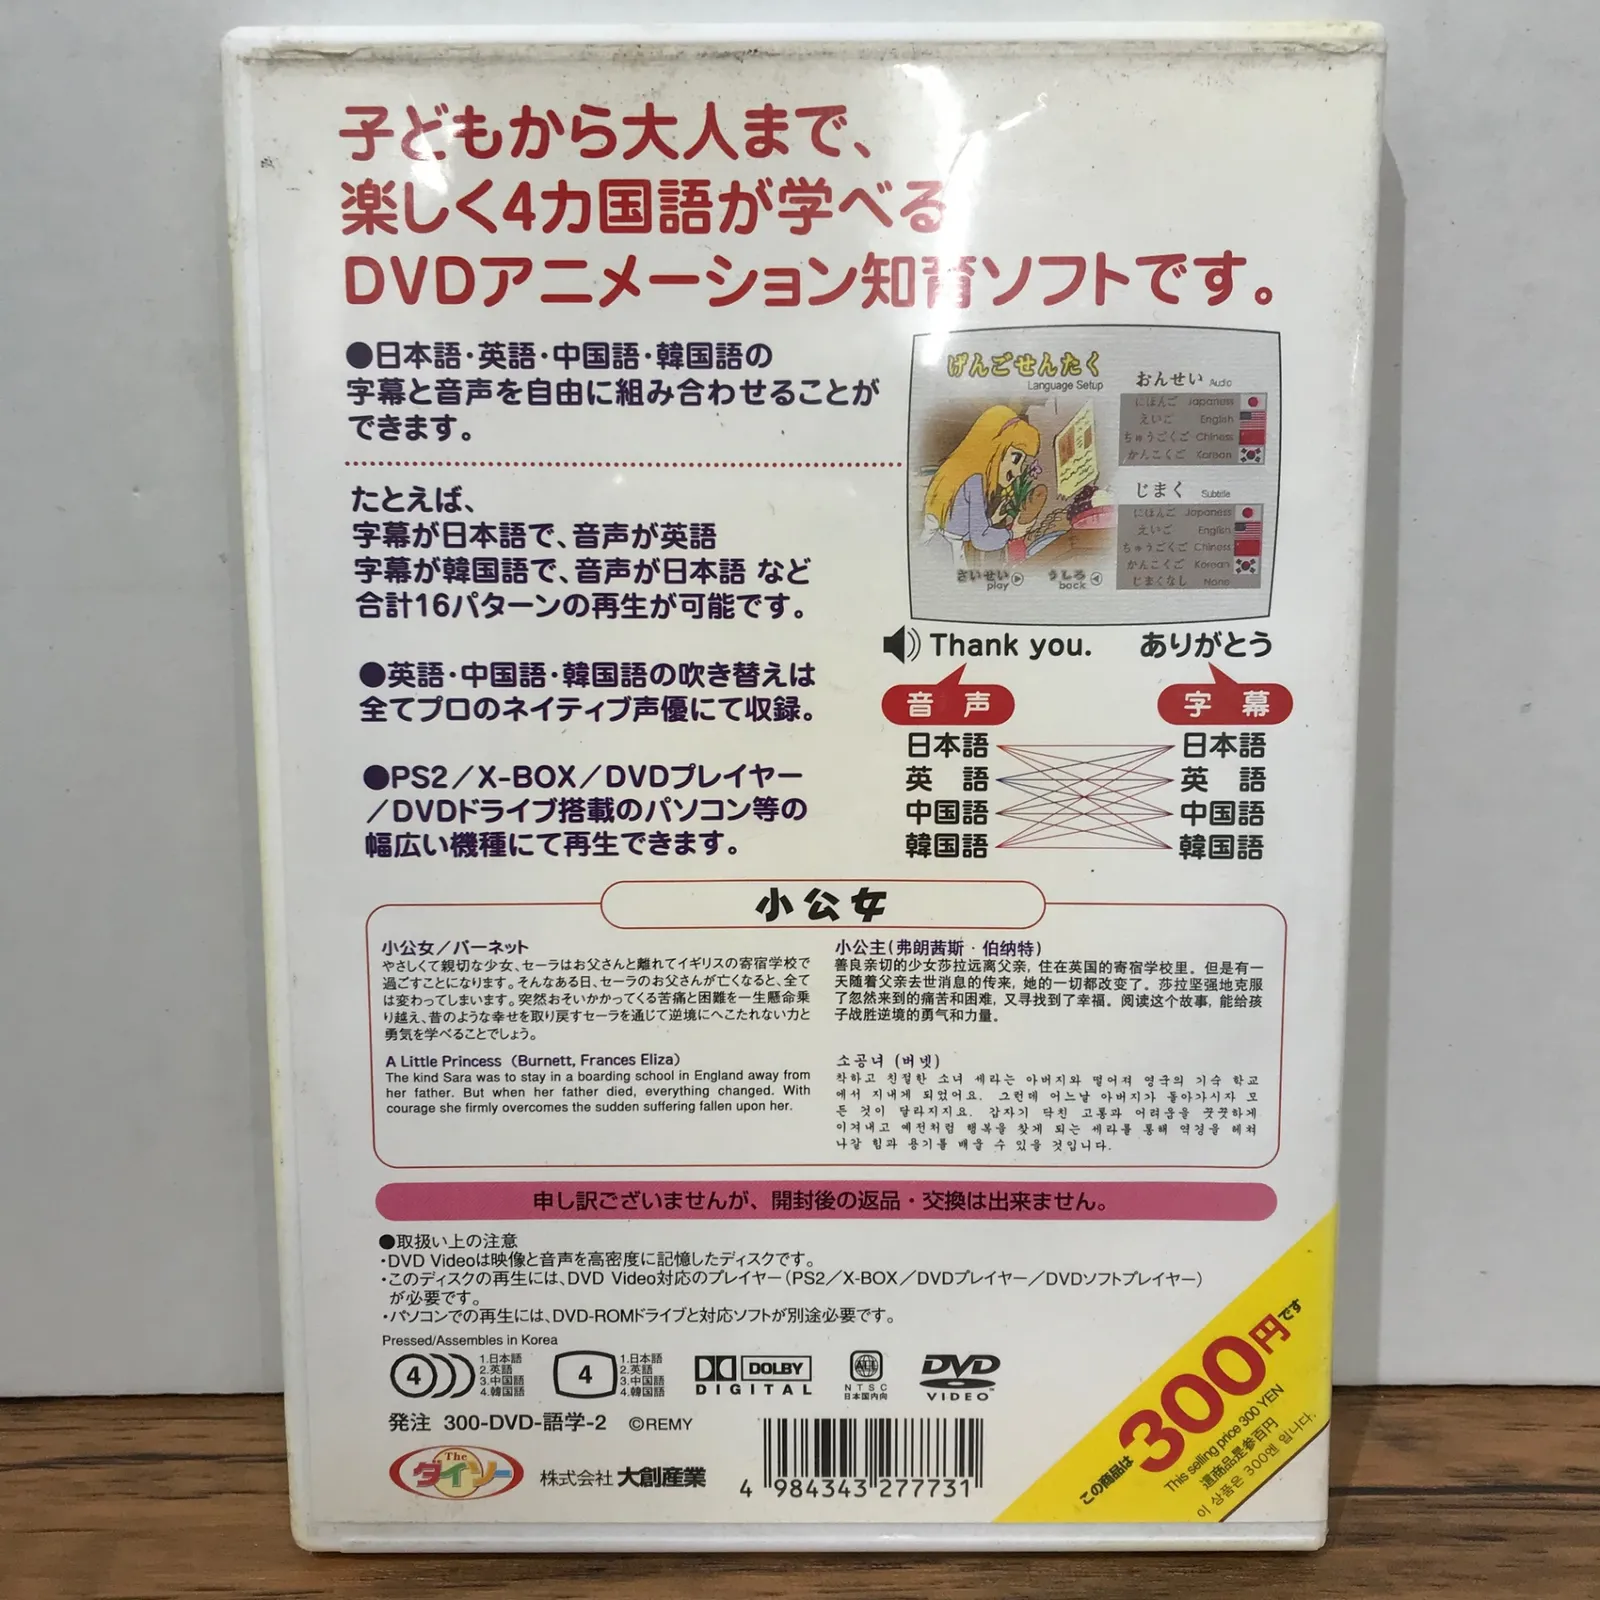 子どもから大人まで、
楽しく4カ国語が学べる
DVDアニメーション知育ソフトです。
●日本語・英語・中国語・韓国語の
字幕と音声を自由に組み合わせることが
できます。
たとえば、
字幕が日本語で、音声が英語
字幕が韓国語で、音声が日本語 など
合計16パターンの再生が可能です。
●英語・中国語・韓国語の吹き替えは
全てプロのネイティブ声優にて収録。
●PS2／X-BOX／DVDプレイヤー
／DVDドライブ搭載のパソコン等の
幅広い機種にて再生できます。
げんごせんたく
Language Setup
おんせい Audio
にほんご Japanese
えいご English
ちゅうごくご Chinese
かんこくご Korean
じまく Subtitle
にほんご Japanese
えいご English
ちゅうごくご Chinese
かんこくご Korean
じまくなし None
さいせい play
うしろ back
Thank you. ありがとう
音声 字幕
日本語 日本語
英語 英語
中国語 中国語
韓国語 韓国語
小公女
小公女／バーネット
やさしくて親切な少女、セーラはお父さんと離れてイギリスの寄宿学校で
過ごすことになります。そんなある日、セーラのお父さんが亡くなると、全て
は変わってしまいます。突然おそいかかってくる苦痛と困難を一生懸命乗
り越え、昔のような幸せを取り戻すセーラを通じて逆境にへこたれない力と
勇気を学べることでしょう。
A Little Princess（Burnett, Frances Eliza）
The kind Sara was to stay in a boarding school in England away from
her father. But when her father died, everything changed. With
courage she firmly overcomes the sudden suffering fallen upon her.
小公主(弗朗茜斯·伯纳特)
善良亲切的少女莎拉远离父亲, 住在英国的寄宿学校里。但是有一
天随着父亲去世消息的传来, 她的一切都改变了。莎拉坚强地克服
了忽然来到的痛苦和困难, 又寻找到了幸福。阅读这个故事, 能给孩
子战胜逆境的勇气和力量。
소공녀 (버넷)
착하고 친절한 소녀 세라는 아버지와 떨어져 영국의 기숙 학교
에서 지내게 되었어요. 그런데 어느날 아버지가 돌아가시자 모
든 것이 달라지지요. 갑자기 닥친 고통과 어려움을 꿋꿋하게
이겨내고 예전처럼 행복을 찾게 되는 세라를 통해 역경을 헤쳐
나갈 힘과 용기를 배울 수 있을 것입니다.
申し訳ございませんが、開封後の返品・交換は出来ません。
●取扱い上の注意
・DVD Videoは映像と音声を高密度に記憶したディスクです。
・このディスクの再生には、DVD Video対応のプレイヤー（PS2／X-BOX／DVDプレイヤー／DVDソフトプレイヤー）
が必要です。
・パソコンでの再生には、DVD-ROMドライブと対応ソフトが別途必要です。
Pressed/Assembles in Korea
4 1.日本語 2.英語 3.中国語 4.韓国語
4 1.日本語 2.英語 3.中国語 4.韓国語
DOLBY DIGITAL
ALL NTSC 日本国内向
DVD VIDEO
発注 300-DVD-語学-2 ©REMY
The ダイソー 株式会社 大創産業
4 984343 277731
この商品は300円です
This selling price 300 YEN
這商品是参百円
이 상품은 300엔 입니다.